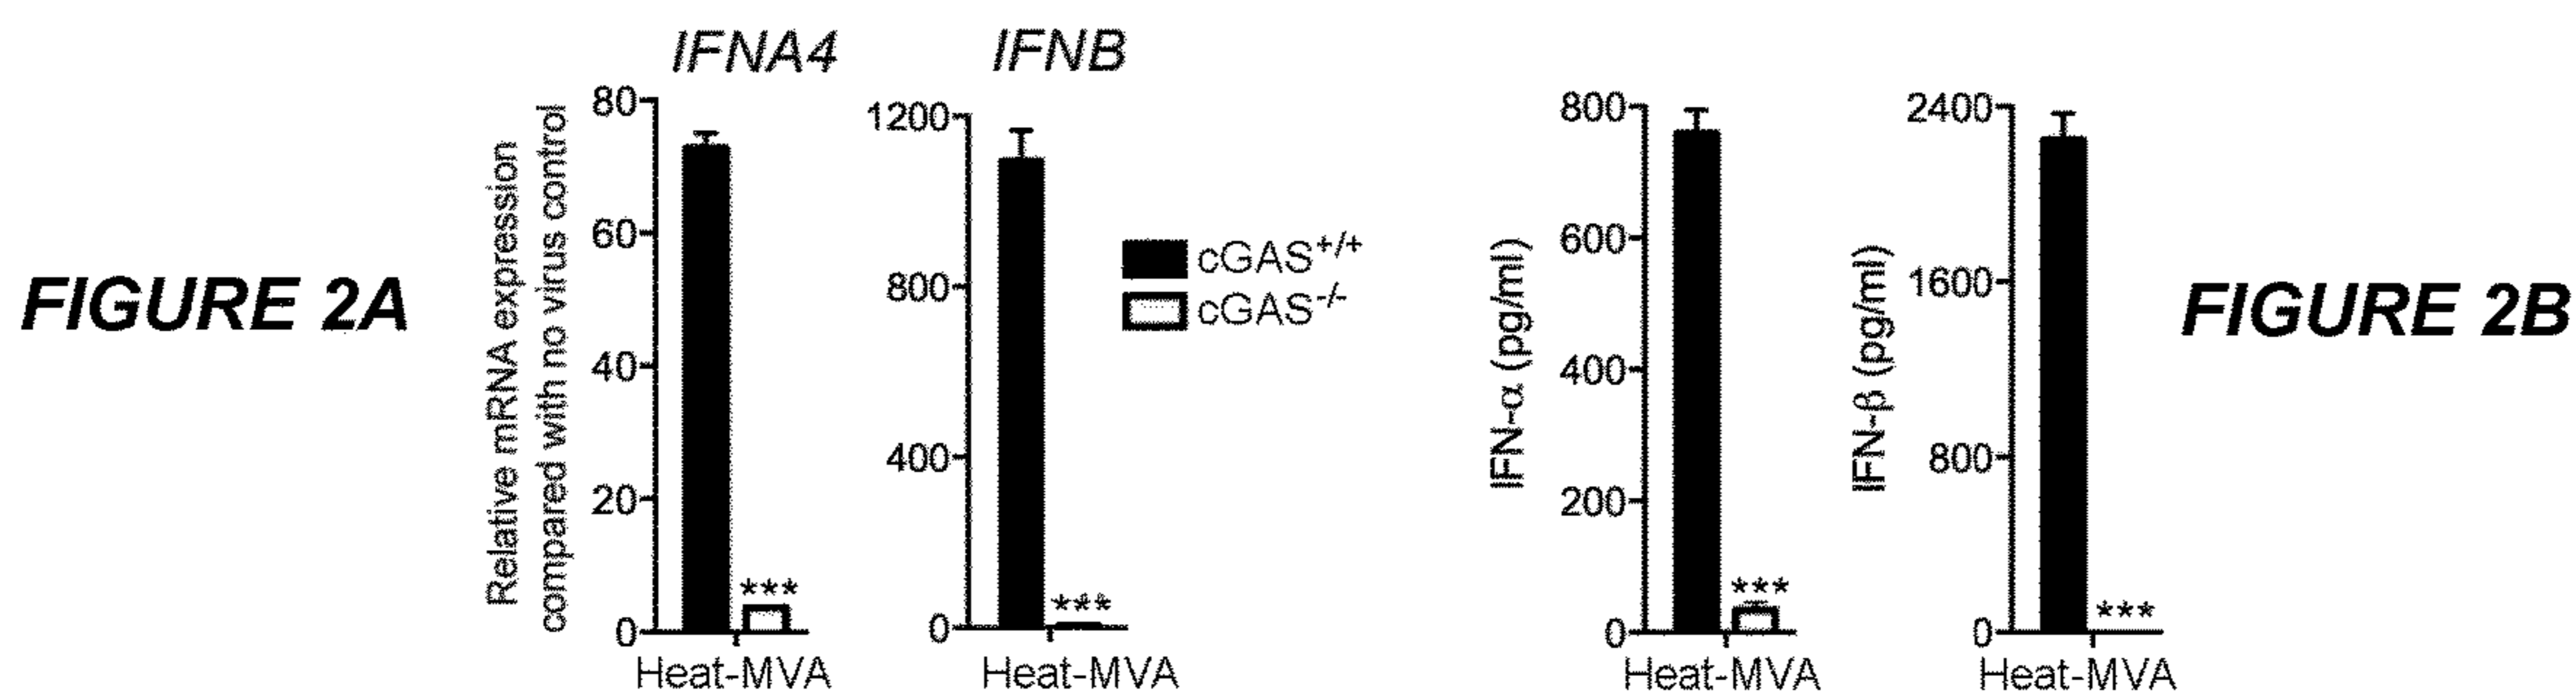 FIGURE 2A
IFNA4
Relative mRNA expression
compared with no virus control
80
60
40
20
0
***
Heat-MVA
IFNB
1200
800
400
0
***
Heat-MVA
cGAS+/+
cGAS-/-
IFN-α (pg/ml)
800
600
400
200
0
***
Heat-MVA
IFN-β (pg/ml)
2400
1600
800
0
***
Heat-MVA
FIGURE 2B